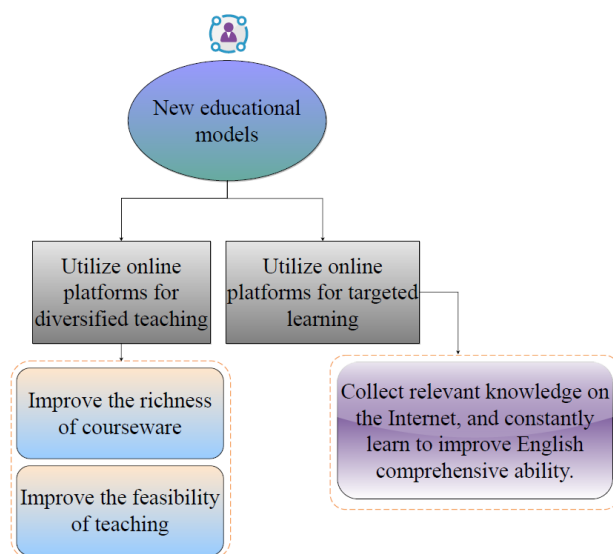 New educational
models
Utilize online
platforms for
diversified teaching
Utilize online
platforms for targeted
learning
Improve the richness
of courseware
Improve the feasibility
of teaching
Collect relevant knowledge on
the Internet, and constantly
learn to improve English
comprehensive ability.